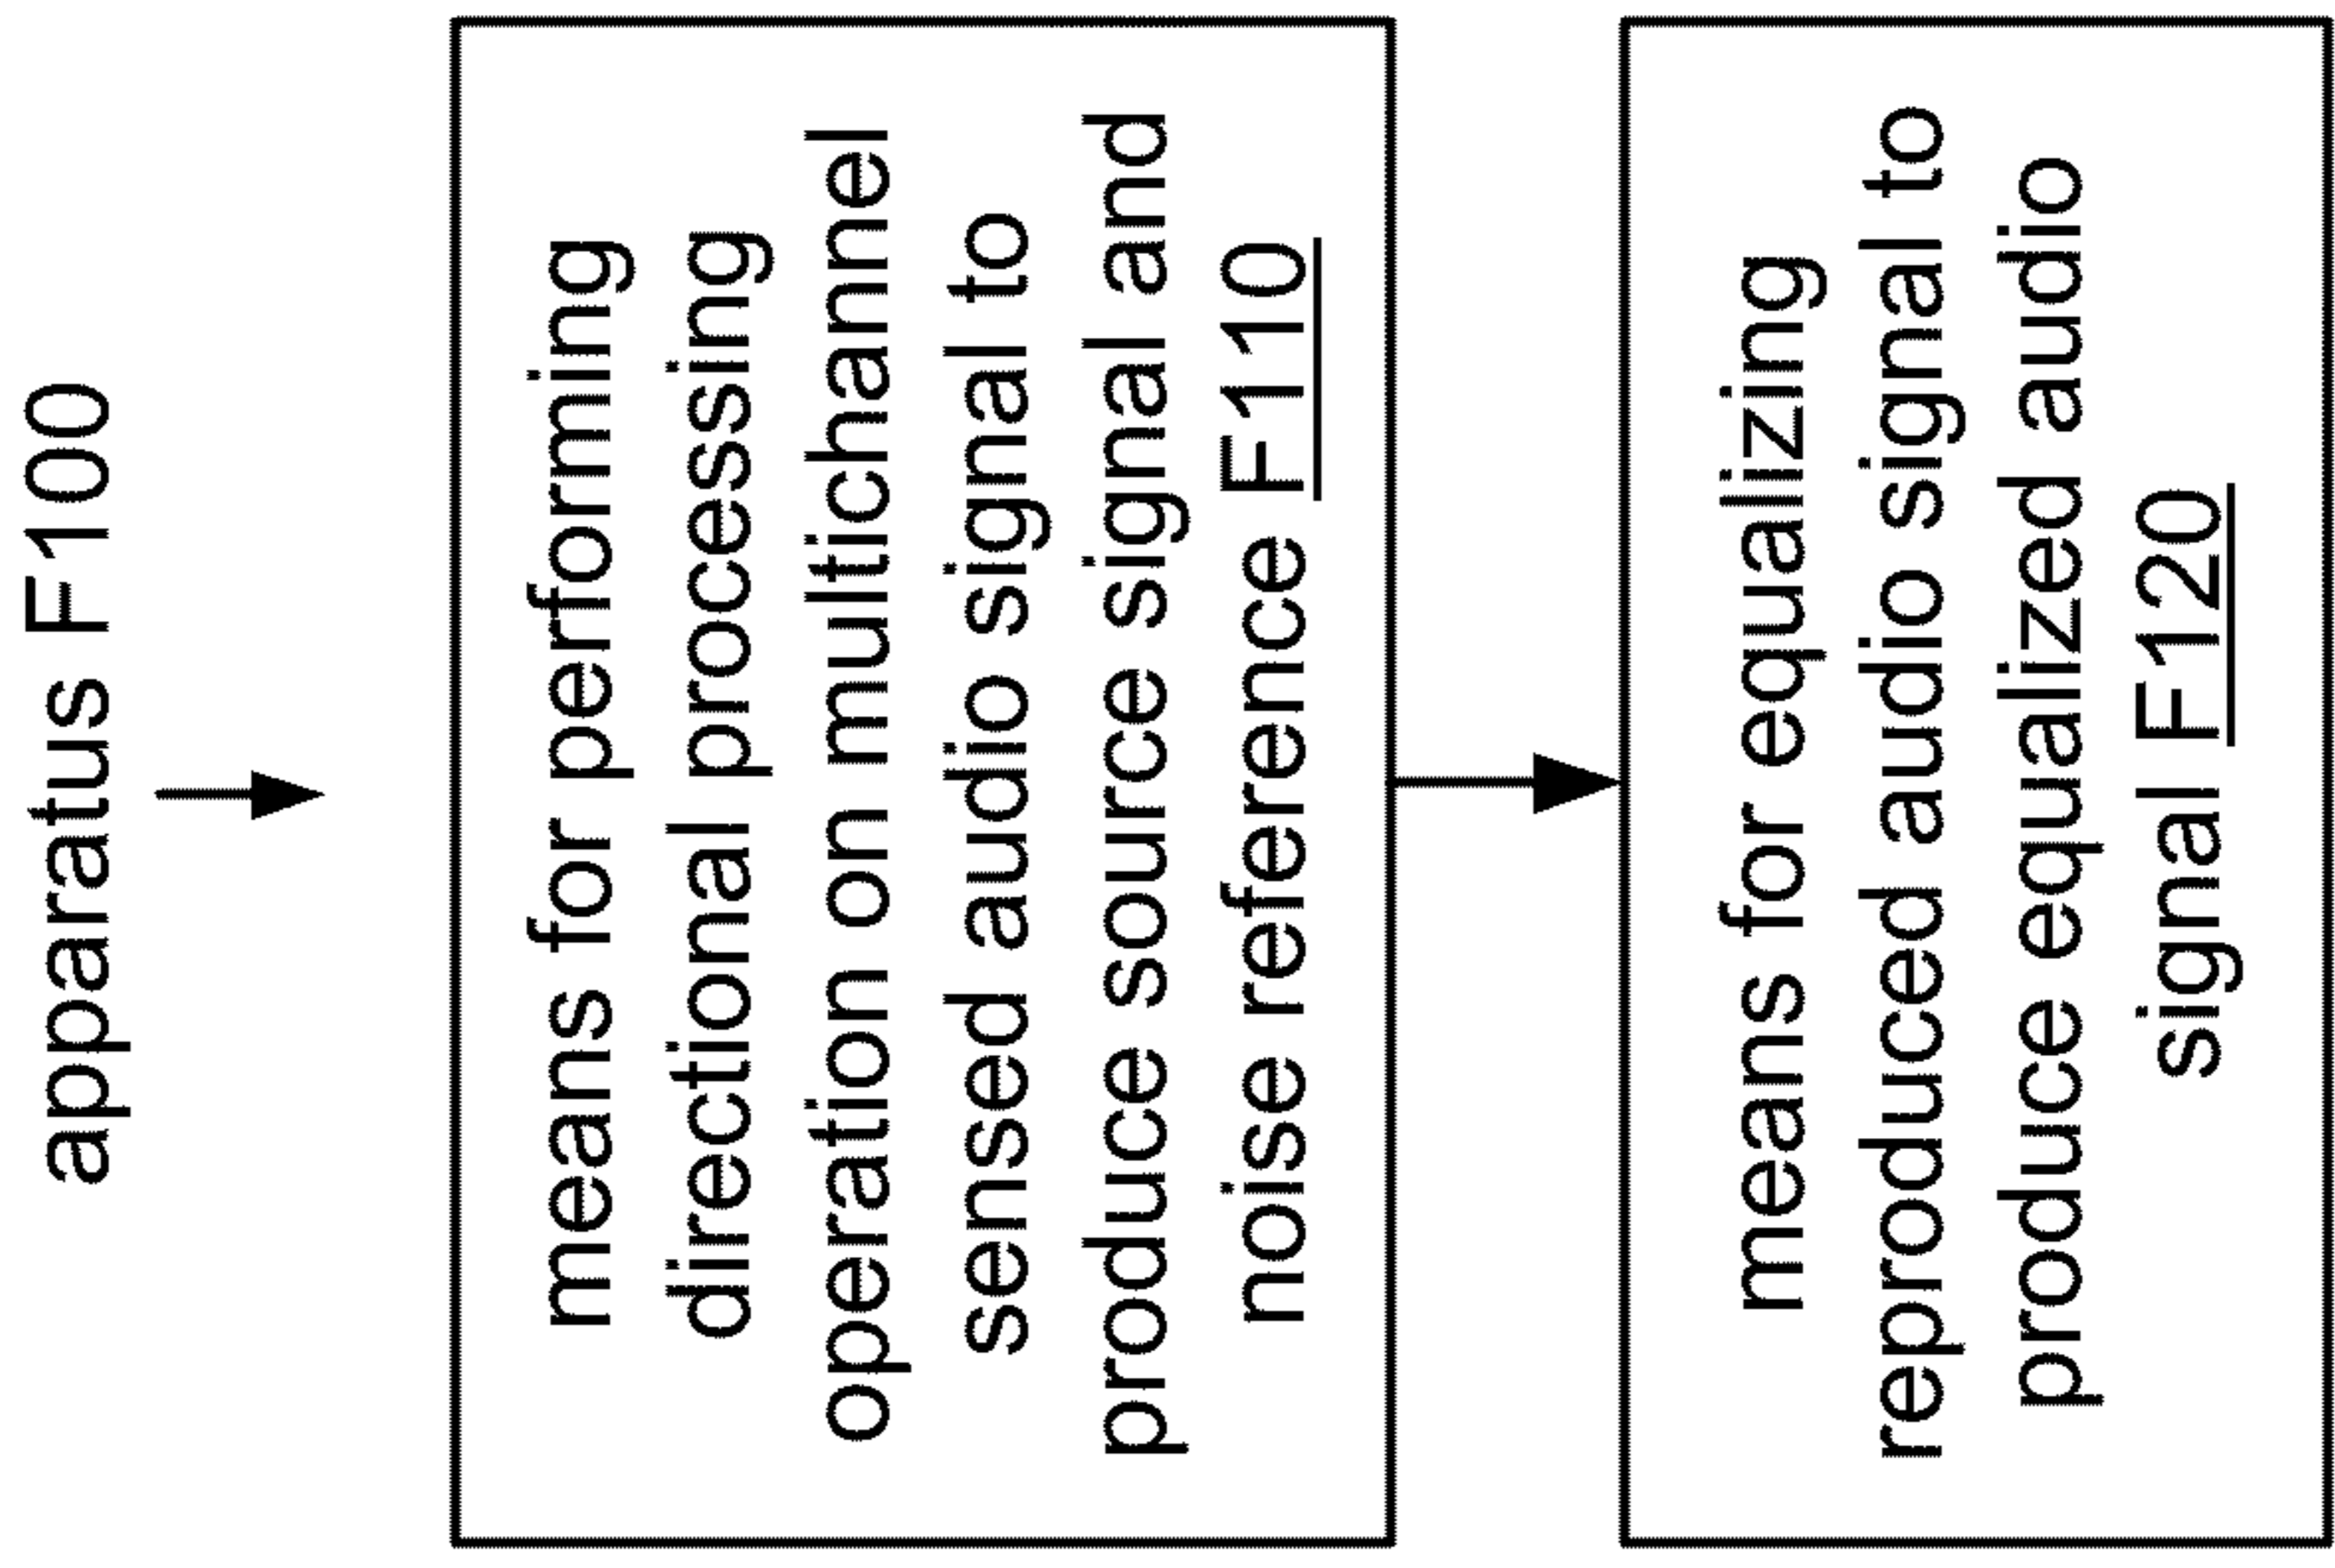 apparatus F100
means for performing
directional processing
operation on multichannel
sensed audio signal to
produce source signal and
noise reference F110
means for equalizing
reproduced audio signal to
produce equalized audio
signal F120